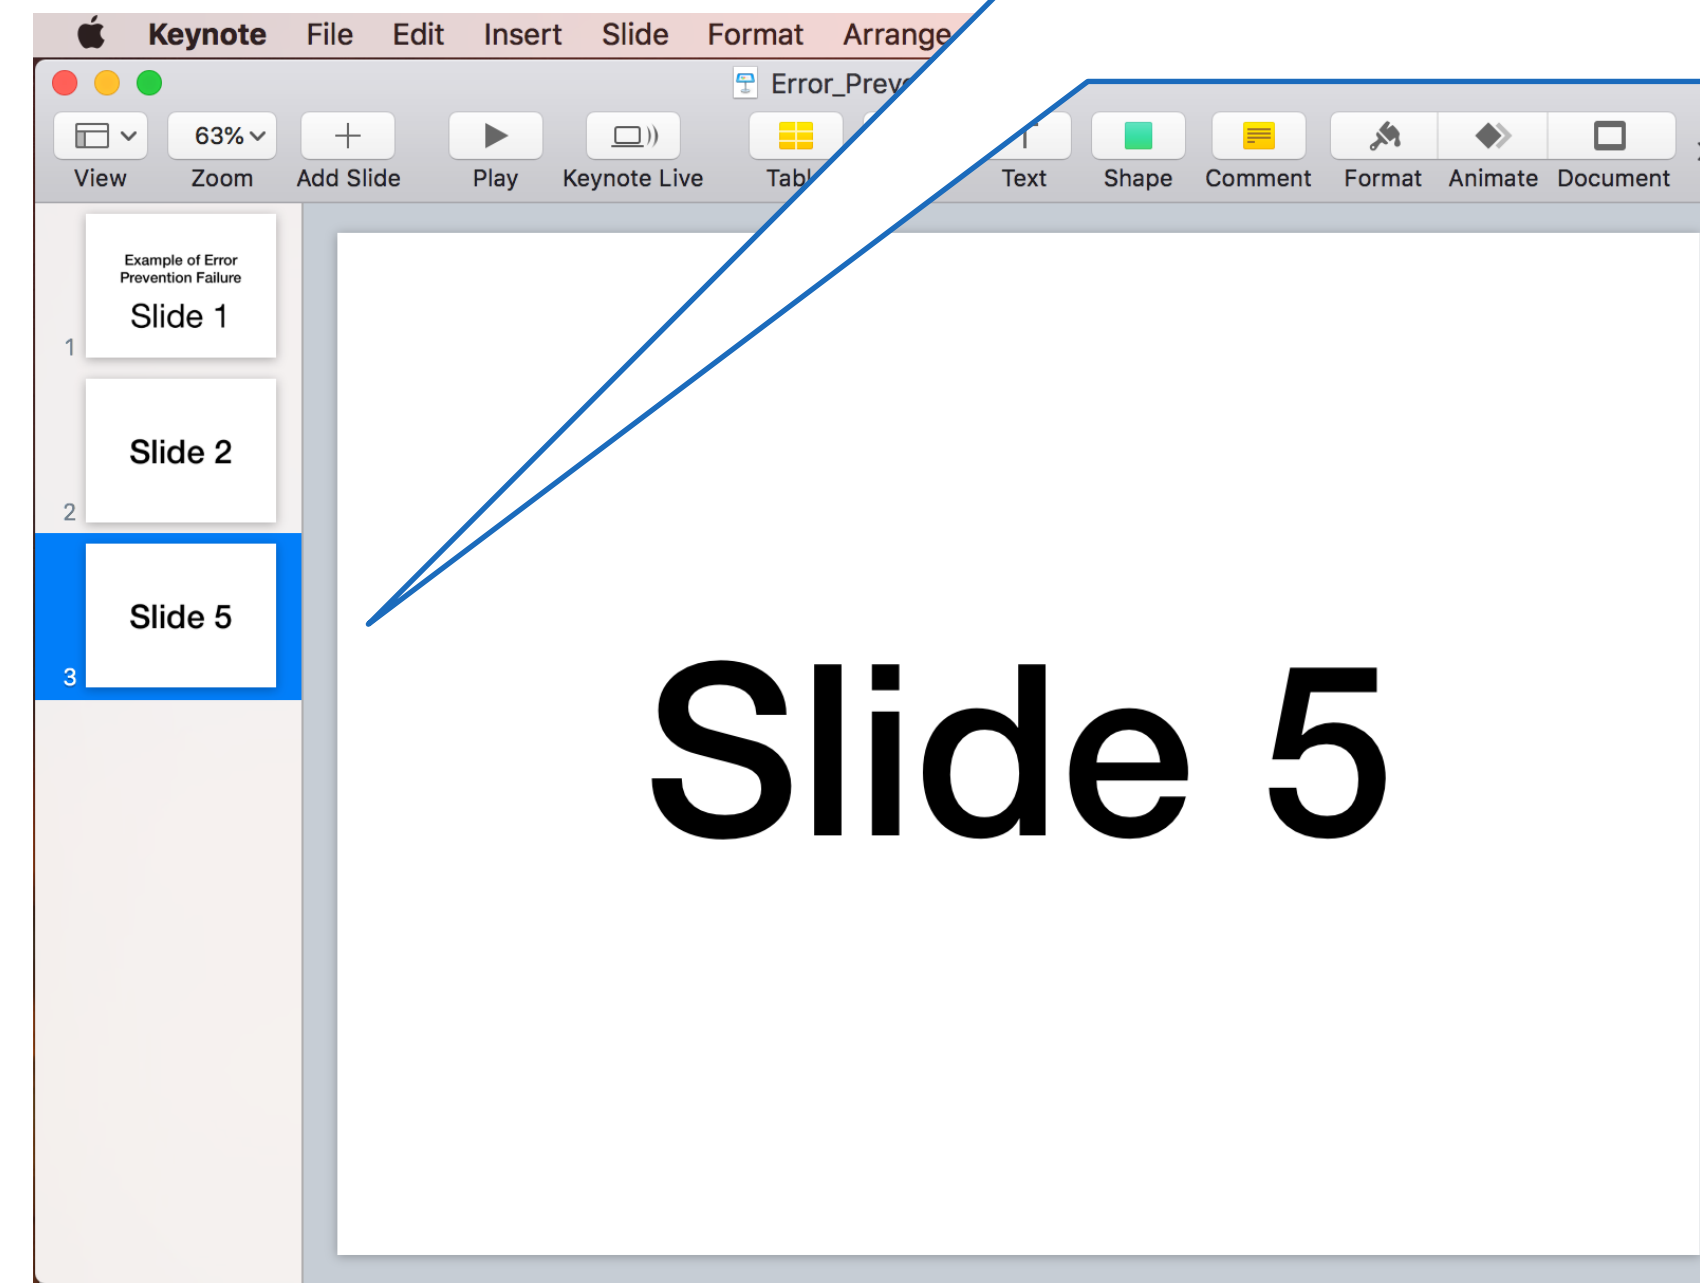 Keynote File Edit Insert Slide Format Arrange
Error_Prev
63%
View Zoom Add Slide Play Keynote Live Tabl Text Shape Comment Format Animate Document
Example of Error
Prevention Failure
Slide 1
1
Slide 2
2
Slide 5
3
Slide 5